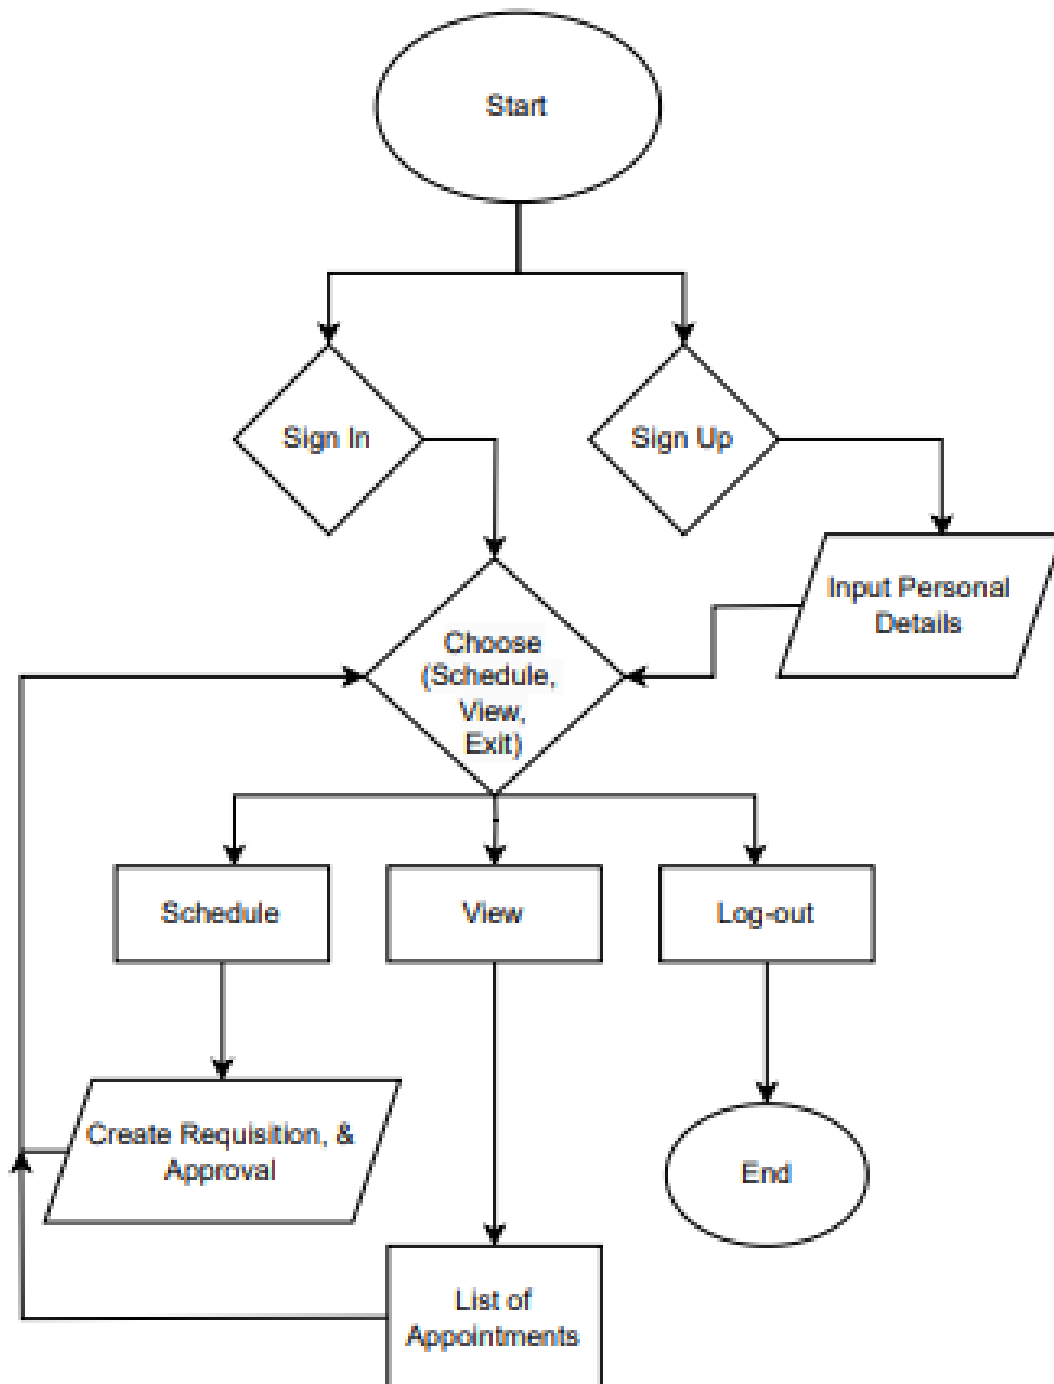 Start
Sign In
Sign Up
Input Personal
Details
Choose
(Schedule,
View,
Exit)
Schedule
View
Log-out
Create Requisition, &
Approval
End
List of
Appointments